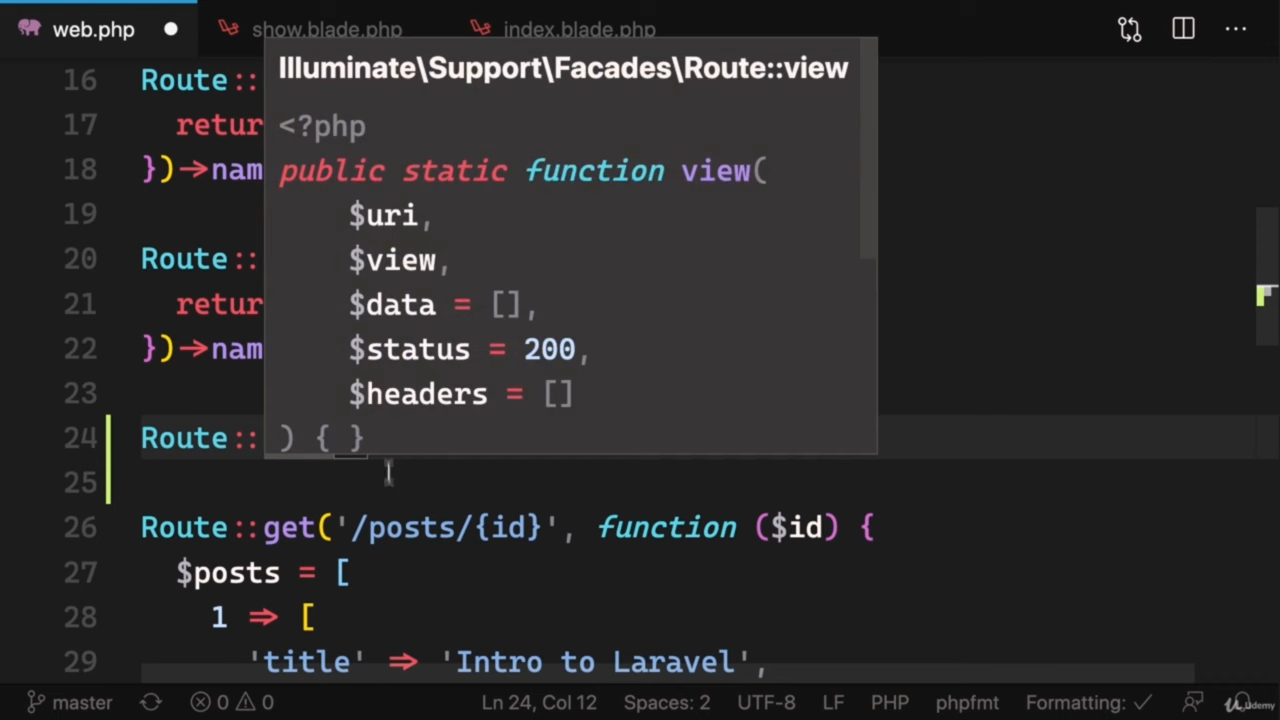 web.php show.blade.php index.blade.php
Illuminate\Support\Facades\Route::view
<?php
public static function view(
$uri,
$view,
$data = [],
$status = 200,
$headers = []
) { }
16 Route::
17 retur
18 })->nam
19
20 Route::
21 retur
22 })->nam
23
24 Route::
25
26 Route::get('/posts/{id}', function ($id) {
27 $posts = [
28 1 => [
29 'title' => 'Intro to Laravel',
master 0 0 Ln 24, Col 12 Spaces: 2 UTF-8 LF PHP phpfmt Formatting: ✓
Udemy